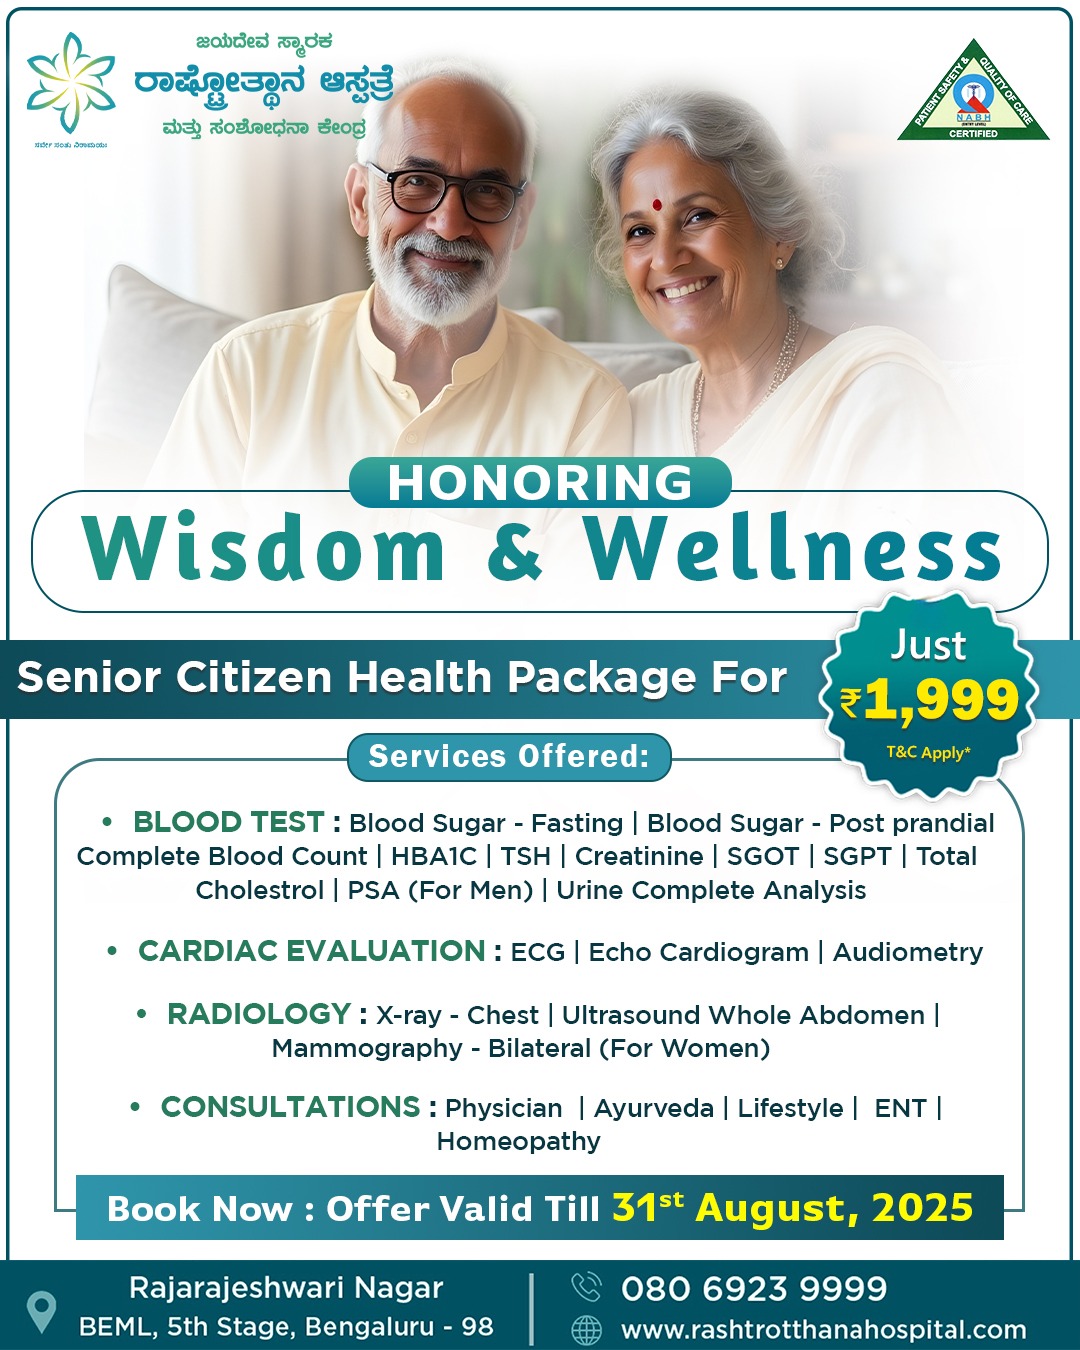 ಜಯದೇವ ಸ್ಮಾರಕ
ರಾಷ್ಟ್ರೋತ್ಥಾನ ಆಸ್ಪತ್ರೆ
ಮತ್ತು ಸಂಶೋಧನಾ ಕೇಂದ್ರ
ಸರ್ವೇ ಸಂತು ನಿರಾಮಯಃ
PATIENT SAFETY & QUALITY OF CARE
N A B H
(ENTRY LEVEL)
CERTIFIED
HONORING
Wisdom & Wellness
Senior Citizen Health Package For
Just
₹1,999
T&C Apply*
Services Offered:
• BLOOD TEST : Blood Sugar - Fasting | Blood Sugar - Post prandial
Complete Blood Count | HBA1C | TSH | Creatinine | SGOT | SGPT | Total
Cholestrol | PSA (For Men) | Urine Complete Analysis
• CARDIAC EVALUATION : ECG | Echo Cardiogram | Audiometry
• RADIOLOGY : X-ray - Chest | Ultrasound Whole Abdomen |
Mammography - Bilateral (For Women)
• CONSULTATIONS : Physician | Ayurveda | Lifestyle | ENT |
Homeopathy
Book Now : Offer Valid Till 31st August, 2025
Rajarajeshwari Nagar
BEML, 5th Stage, Bengaluru - 98
080 6923 9999
www.rashtrotthanahospital.com